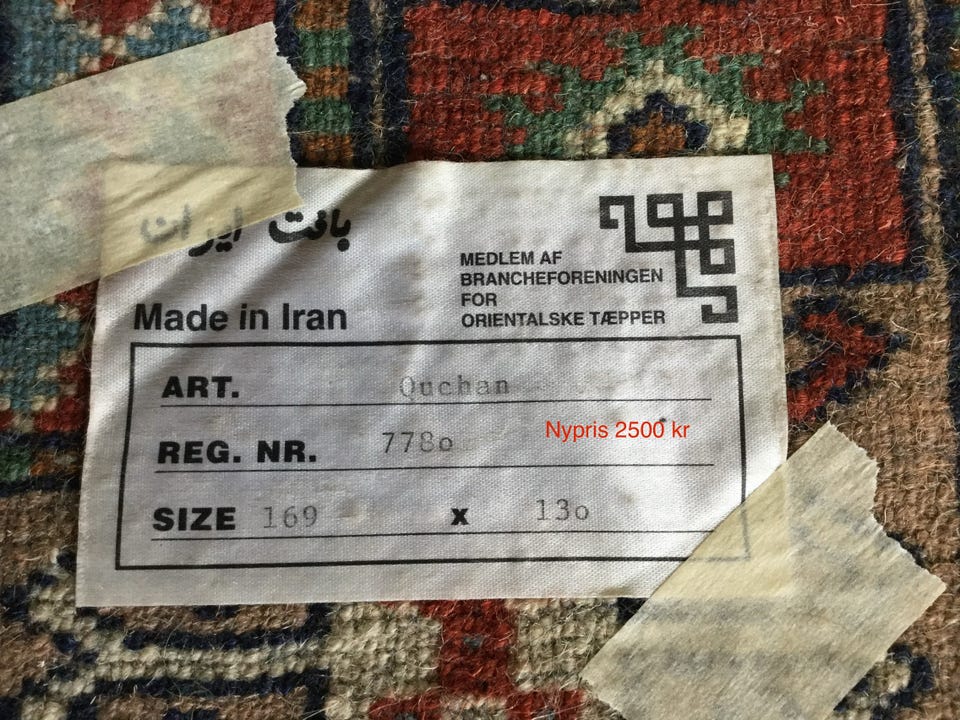 بافت ایران
Made in Iran
MEDLEM AF
BRANCHEFORENINGEN
FOR
ORIENTALSKE TÆPPER
ART. Quchan
REG. NR. 778o
Nypris 2500 kr
SIZE 169 x 13o